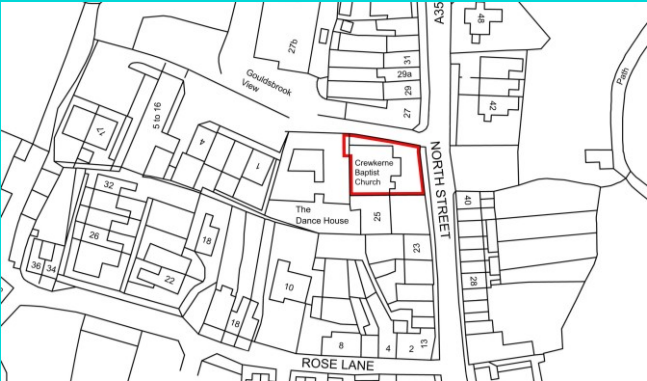 A35
48
27b
31
29a
29
27
Gouldsbrook
View
42
Path
17
5 to 16
4
1
Crewkerne
Baptist
Church
NORTH STREET
32
The
Dance House
25
40
26
18
23
36
34
22
10
28
18
8
4
2
13
ROSE LANE